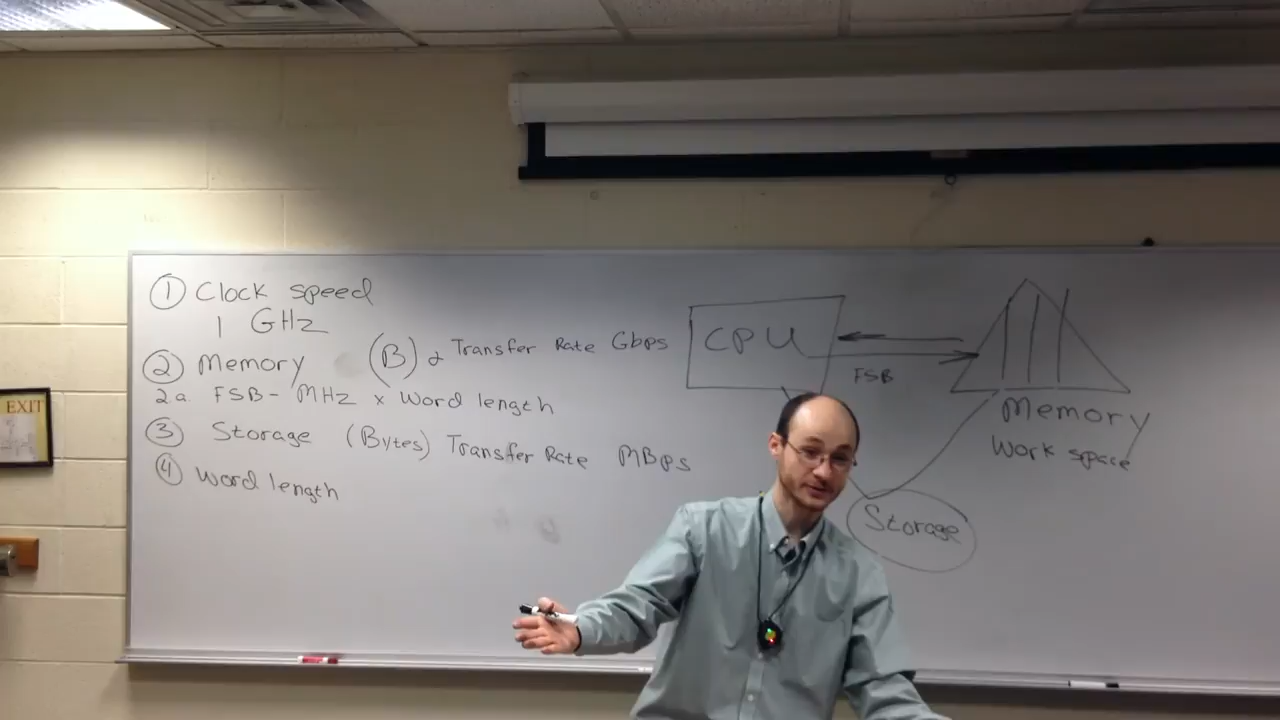 ① Clock speed
1 GHz
② Memory (B) & Transfer Rate Gbps
2a FSB - MHz x Word length
③ Storage (Bytes) Transfer Rate MBps
④ Word length
CPU
FSB
Memory
Work space
Storage
EXIT